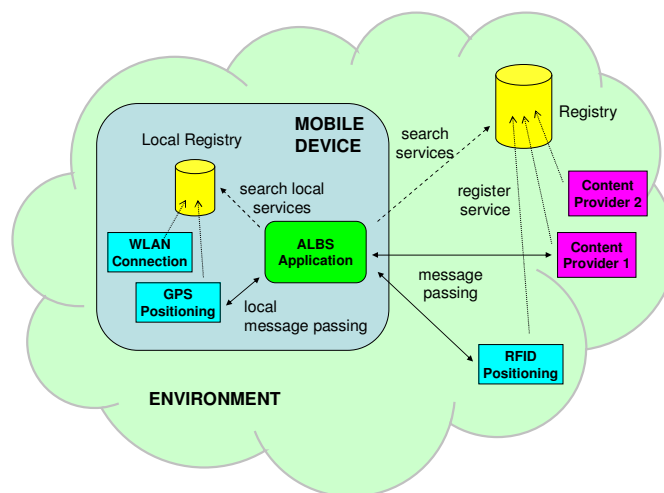 MOBILE
DEVICE
Local Registry
search local
services
WLAN
Connection
GPS
Positioning
ALBS
Application
local
message passing
search
services
Registry
register
service
Content
Provider 2
Content
Provider 1
message
passing
RFID
Positioning
ENVIRONMENT